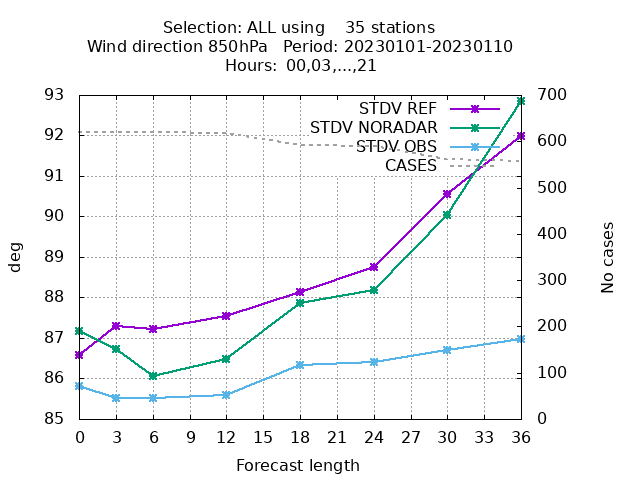 Selection: ALL using    35 stations
Wind direction 850hPa   Period: 20230101-20230110
Hours: 00,03,...,21
STDV REF
STDV NORADAR
STDV OBS
CASES
deg
93
92
91
90
89
88
87
86
85
700
600
500
400
300
200
100
0
No cases
0 3 6 9 12 15 18 21 24 27 30 33 36
Forecast length